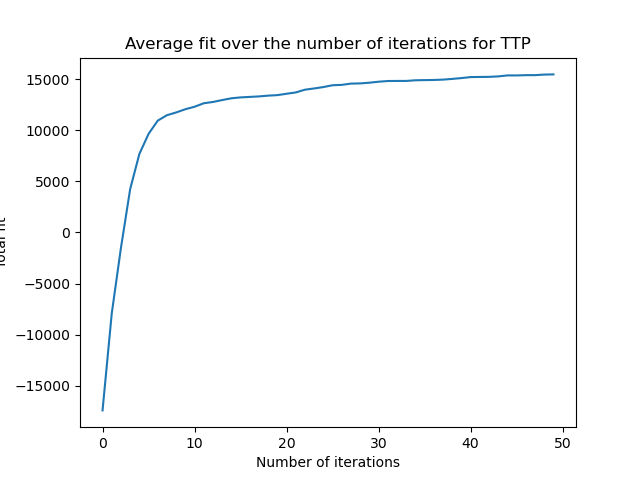 Average fit over the number of iterations for TTP
15000
10000
5000
0
−5000
−10000
−15000
Total fit
0 10 20 30 40 50
Number of iterations